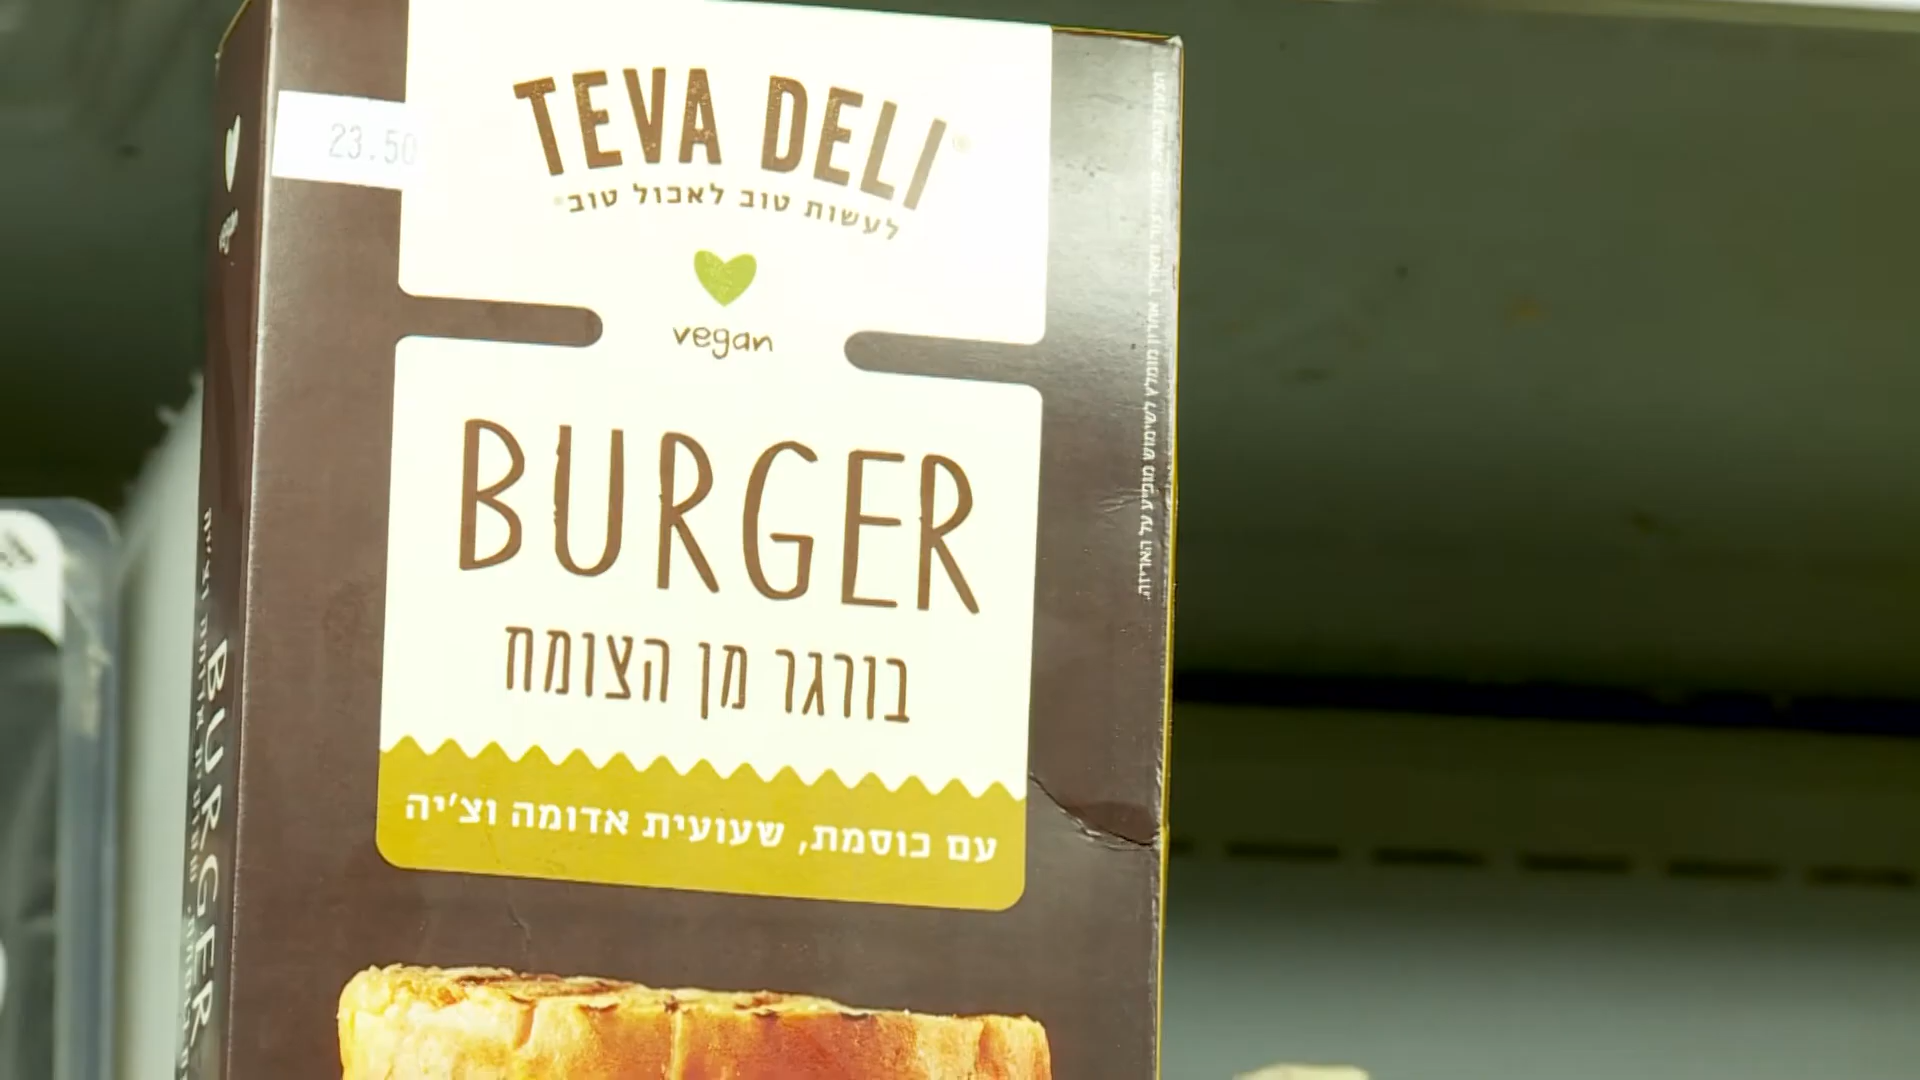 23.50
TEVA DELI
לעשות טוב לאכול טוב
vegan
BURGER
בורגר מן הצומח
עם כוסמת, שעועית אדומה וצ'יה
vegan
BURGER